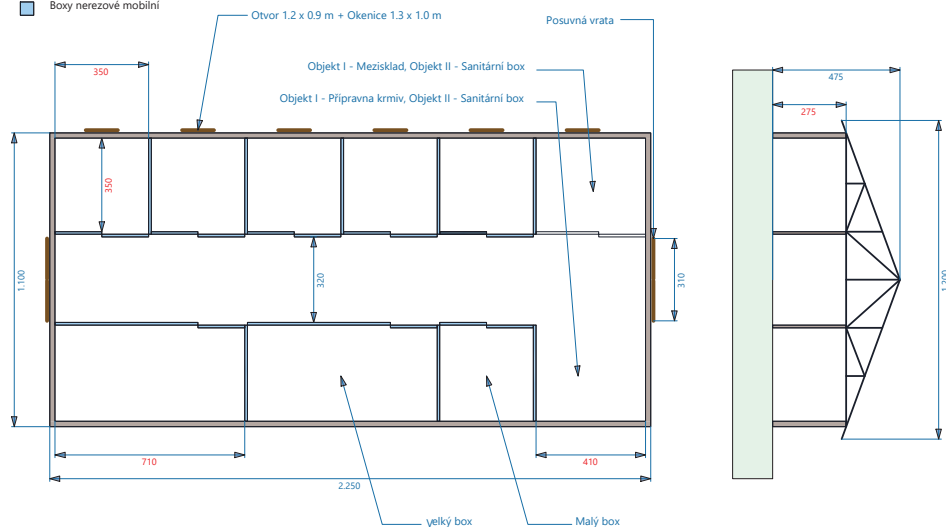 Boxy nerezové mobilní
Otvor 1.2 x 0.9 m + Okenice 1.3 x 1.0 m
Posuvná vrata
Objekt I - Mezisklad, Objekt II - Sanitární box
Objekt I - Přípravna krmiv, Objekt II - Sanitární box
350
475
275
350
1.100
320
310
1.200
710
410
2.250
Velký box
Malý box